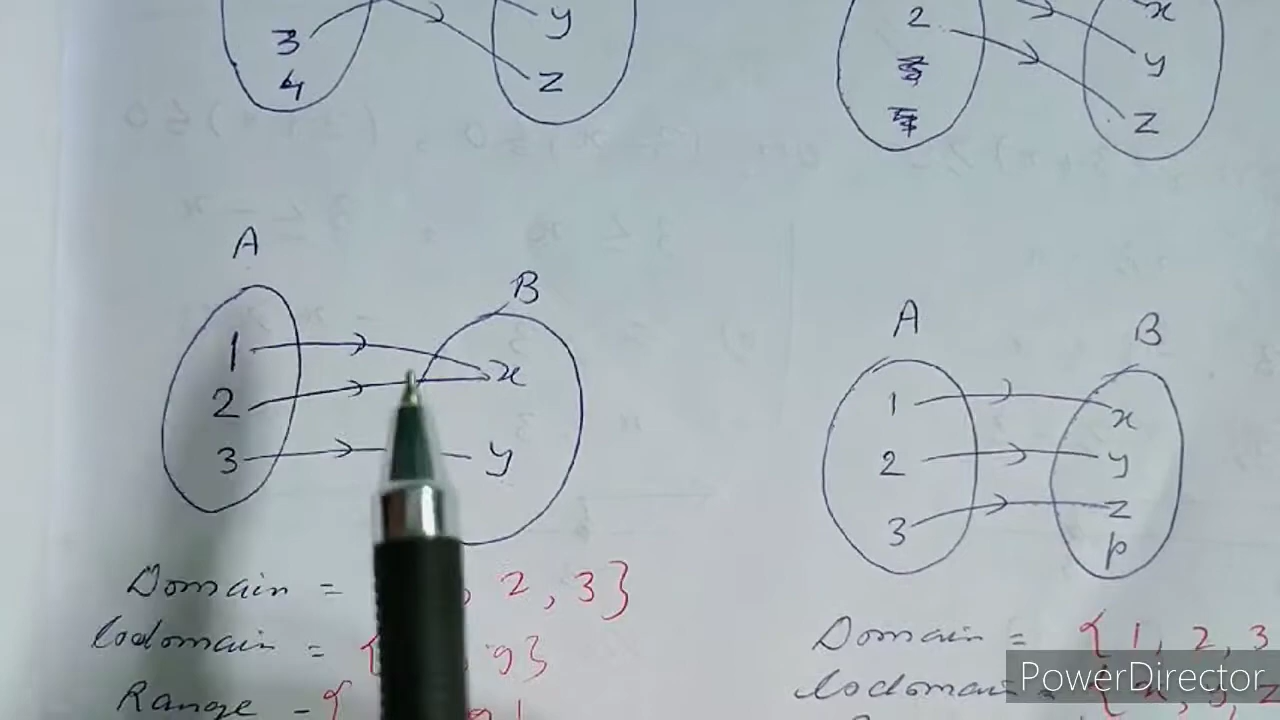 3
4
y
z
2
x
y
z
A
B
1
2
3
x
y
A
B
1
2
3
x
y
z
p
Domain = , 2, 3}
Codomain = { y}
Range = { y
Domain = {1, 2, 3
Codomain = {x, y, z
PowerDirector